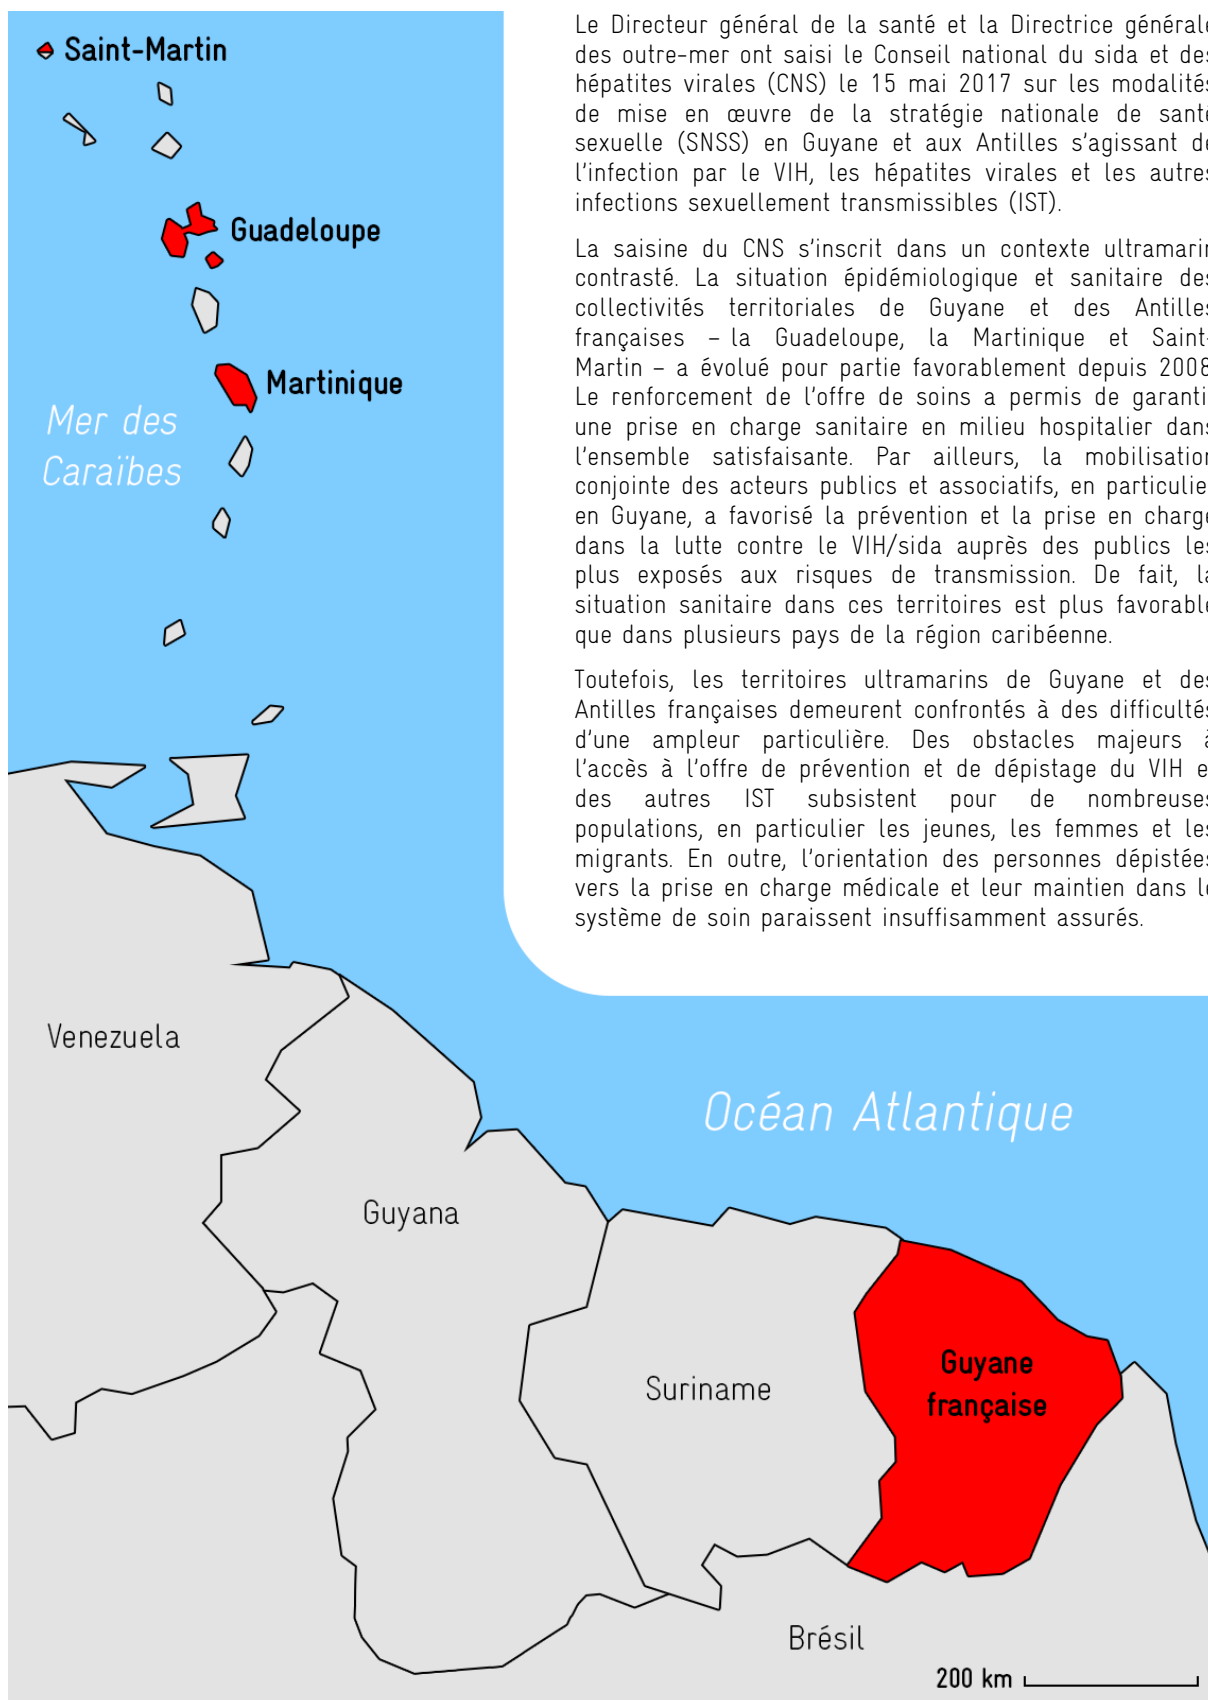 Saint-Martin
Guadeloupe
Martinique
Mer des
Caraïbes
Le Directeur général de la santé et la Directrice générale
des outre-mer ont saisi le Conseil national du sida et des
hépatites virales (CNS) le 15 mai 2017 sur les modalités
de mise en œuvre de la stratégie nationale de santé
sexuelle (SNSS) en Guyane et aux Antilles s'agissant de
l'infection par le VIH, les hépatites virales et les autres
infections sexuellement transmissibles (IST).
La saisine du CNS s'inscrit dans un contexte ultramarin
contrasté. La situation épidémiologique et sanitaire des
collectivités territoriales de Guyane et des Antilles
françaises – la Guadeloupe, la Martinique et Saint-
Martin – a évolué pour partie favorablement depuis 2008
Le renforcement de l'offre de soins a permis de garantir
une prise en charge sanitaire en milieu hospitalier dans
l'ensemble satisfaisante. Par ailleurs, la mobilisation
conjointe des acteurs publics et associatifs, en particulier
en Guyane, a favorisé la prévention et la prise en charge
dans la lutte contre le VIH/sida auprès des publics les
plus exposés aux risques de transmission. De fait, la
situation sanitaire dans ces territoires est plus favorable
que dans plusieurs pays de la région caribéenne.
Toutefois, les territoires ultramarins de Guyane et des
Antilles françaises demeurent confrontés à des difficultés
d'une ampleur particulière. Des obstacles majeurs à
l'accès à l'offre de prévention et de dépistage du VIH et
des autres IST subsistent pour de nombreuses
populations, en particulier les jeunes, les femmes et les
migrants. En outre, l'orientation des personnes dépistées
vers la prise en charge médicale et leur maintien dans le
système de soin paraissent insuffisamment assurés.
Venezuela
Océan Atlantique
Guyana
Suriname
Guyane
française
Brésil
200 km